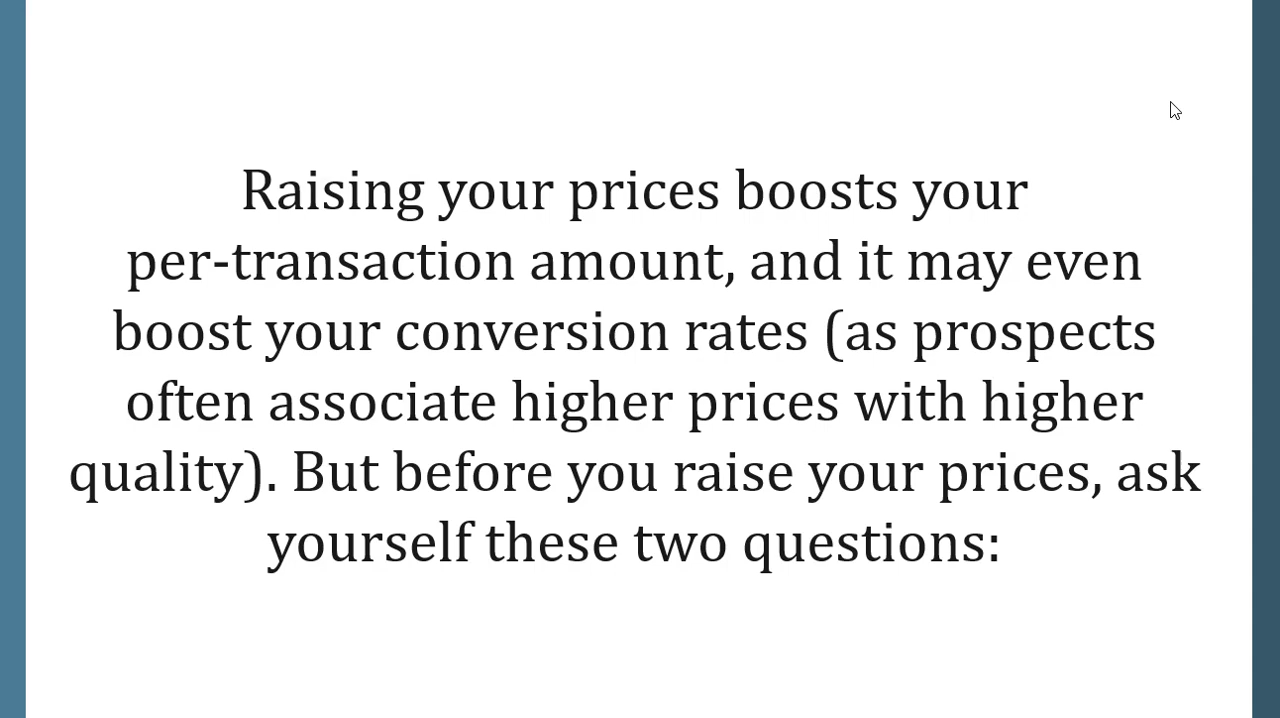 Raising your prices boosts your
per-transaction amount, and it may even
boost your conversion rates (as prospects
often associate higher prices with higher
quality). But before you raise your prices, ask
yourself these two questions: